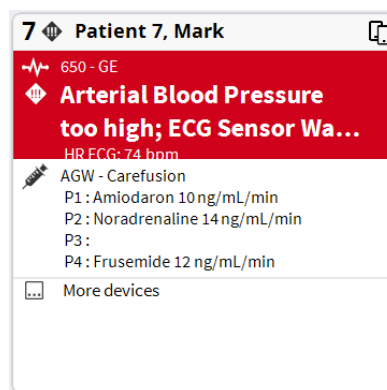 7 Patient 7, Mark
650 - GE
Arterial Blood Pressure
too high; ECG Sensor Wa...
HR ECG: 74 bpm
AGW - Carefusion
P1 : Amiodaron 10 ng/mL/min
P2 : Noradrenaline 14 ng/mL/min
P3 :
P4 : Frusemide 12 ng/mL/min
More devices